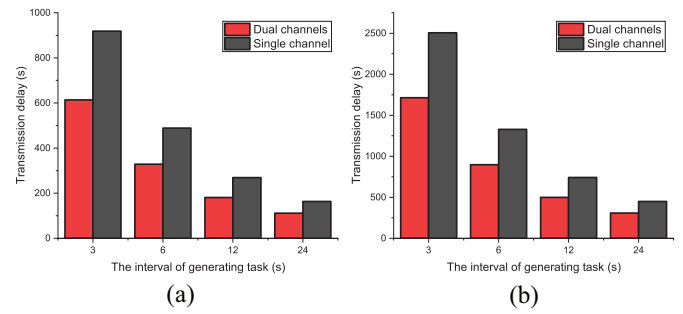 1000
800
600
400
200
0
Transmission delay (s)
Dual channels
Single channel
3 6 12 24
The interval of generating task (s)
(a)
2500
2000
1500
1000
500
0
Transmission delay (s)
Dual channels
Single channel
3 6 12 24
The interval of generating task (s)
(b)